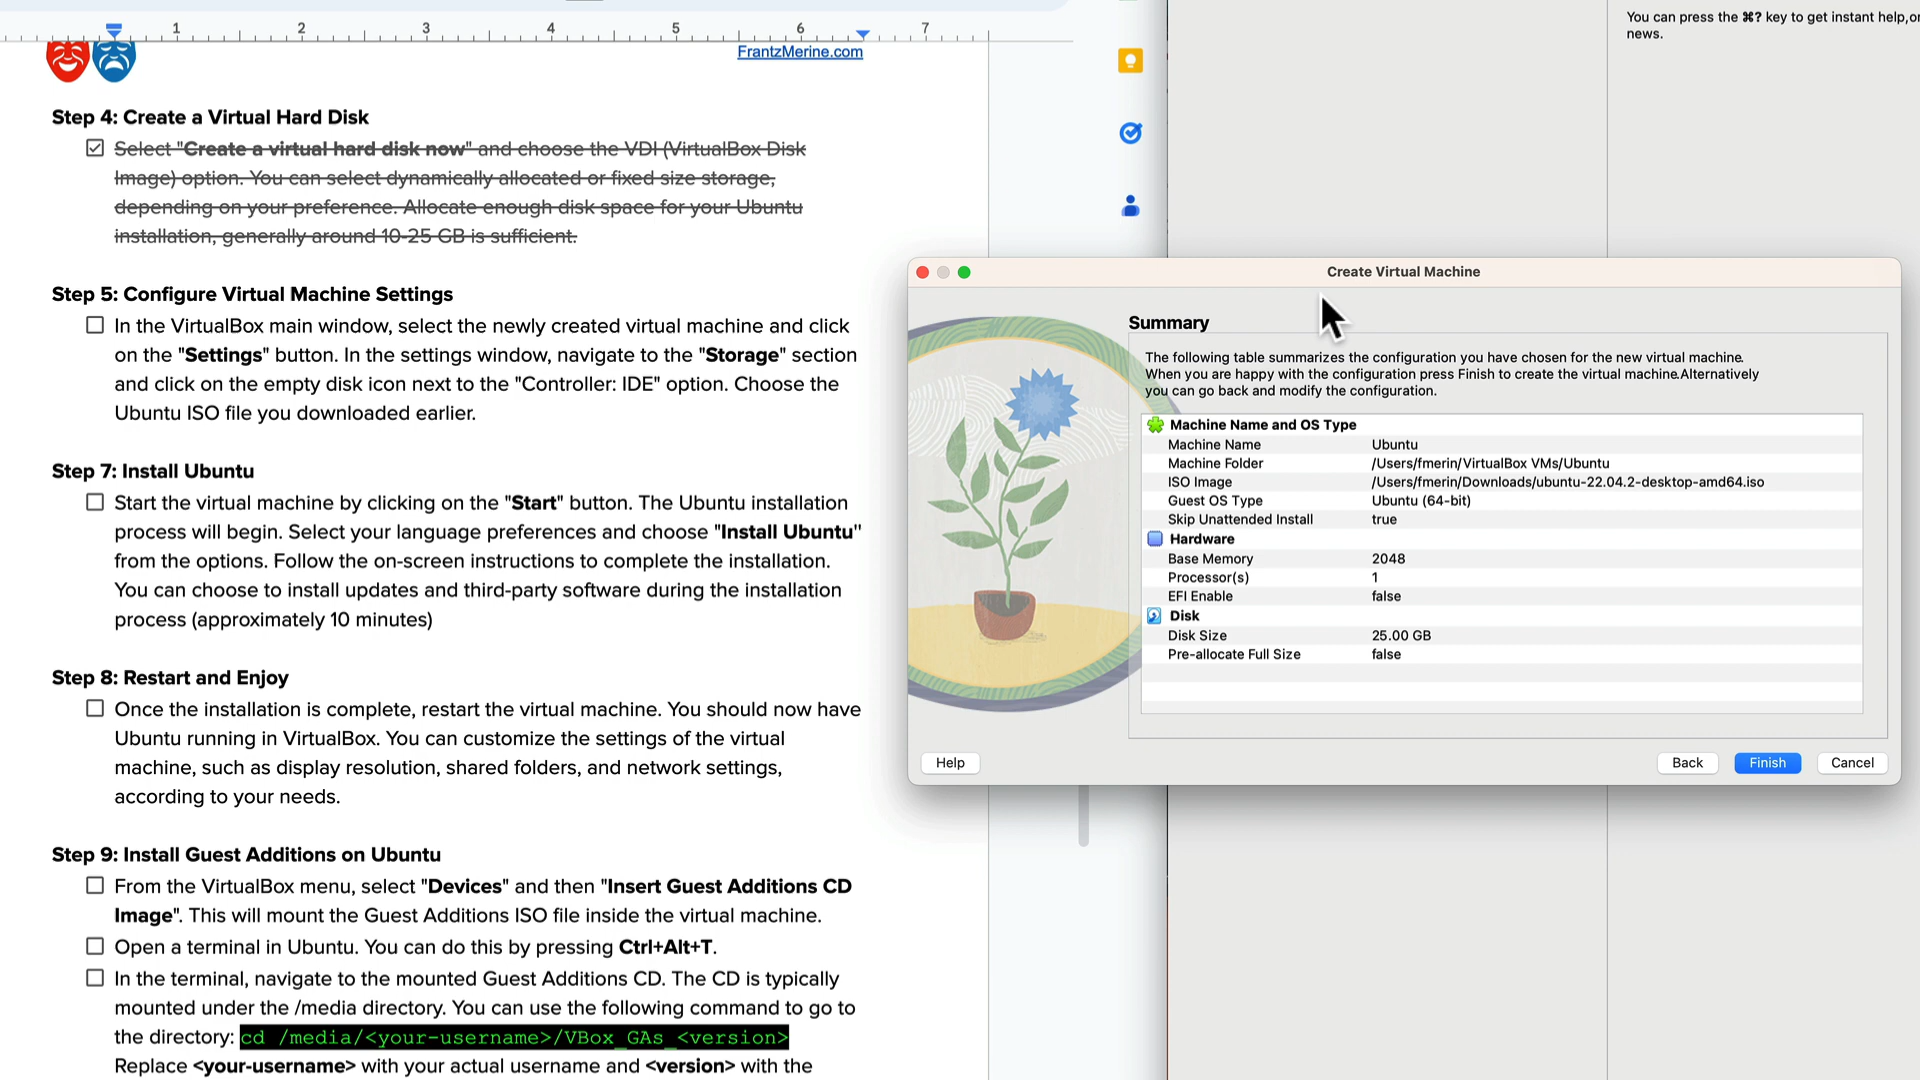 1 2 3 4 5 6 7
FrantzMerine.com
Step 4: Create a Virtual Hard Disk
Select "Create a virtual hard disk now" and choose the VDI (VirtualBox Disk
Image) option. You can select dynamically allocated or fixed size storage,
depending on your preference. Allocate enough disk space for your Ubuntu
installation, generally around 10-25 GB is sufficient.
Step 5: Configure Virtual Machine Settings
In the VirtualBox main window, select the newly created virtual machine and click
on the "Settings" button. In the settings window, navigate to the "Storage" section
and click on the empty disk icon next to the "Controller: IDE" option. Choose the
Ubuntu ISO file you downloaded earlier.
Step 7: Install Ubuntu
Start the virtual machine by clicking on the "Start" button. The Ubuntu installation
process will begin. Select your language preferences and choose "Install Ubuntu"
from the options. Follow the on-screen instructions to complete the installation.
You can choose to install updates and third-party software during the installation
process (approximately 10 minutes)
Step 8: Restart and Enjoy
Once the installation is complete, restart the virtual machine. You should now have
Ubuntu running in VirtualBox. You can customize the settings of the virtual
machine, such as display resolution, shared folders, and network settings,
according to your needs.
Step 9: Install Guest Additions on Ubuntu
From the VirtualBox menu, select "Devices" and then "Insert Guest Additions CD
Image". This will mount the Guest Additions ISO file inside the virtual machine.
Open a terminal in Ubuntu. You can do this by pressing Ctrl+Alt+T.
In the terminal, navigate to the mounted Guest Additions CD. The CD is typically
mounted under the /media directory. You can use the following command to go to
the directory: cd /media/<your-username>/VBox_GAs_<version>
Replace <your-username> with your actual username and <version> with the
You can press the ⌘? key to get instant help, or
news.
Create Virtual Machine
Summary
The following table summarizes the configuration you have chosen for the new virtual machine.
When you are happy with the configuration press Finish to create the virtual machine.Alternatively
you can go back and modify the configuration.
Machine Name and OS Type
Machine Name Ubuntu
Machine Folder /Users/fmerin/VirtualBox VMs/Ubuntu
ISO Image /Users/fmerin/Downloads/ubuntu-22.04.2-desktop-amd64.iso
Guest OS Type Ubuntu (64-bit)
Skip Unattended Install true
Hardware
Base Memory 2048
Processor(s) 1
EFI Enable false
Disk
Disk Size 25.00 GB
Pre-allocate Full Size false
Help Back Finish Cancel